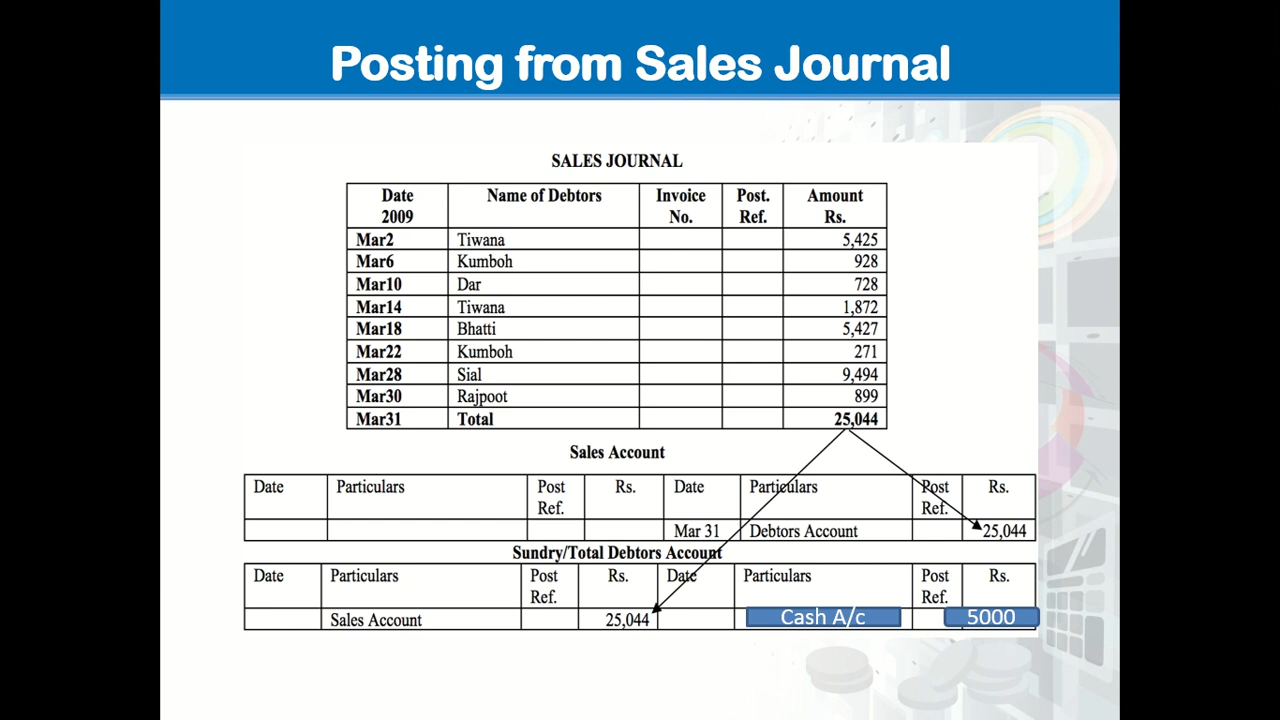 Posting from Sales Journal
SALES JOURNAL
Date Name of Debtors Invoice Post. Amount
2009 No. Ref. Rs.
Mar2 Tiwana 5,425
Mar6 Kumboh 928
Mar10 Dar 728
Mar14 Tiwana 1,872
Mar18 Bhatti 5,427
Mar22 Kumboh 271
Mar28 Sial 9,494
Mar30 Rajpoot 899
Mar31 Total 25,044
Sales Account
Date Particulars Post Rs. Date Particulars Post Rs.
Ref. Ref.
Mar 31 Debtors Account 25,044
Sundry/Total Debtors Account
Date Particulars Post Rs. Date Particulars Post Rs.
Ref. Ref.
Sales Account 25,044 Cash A/c 5000